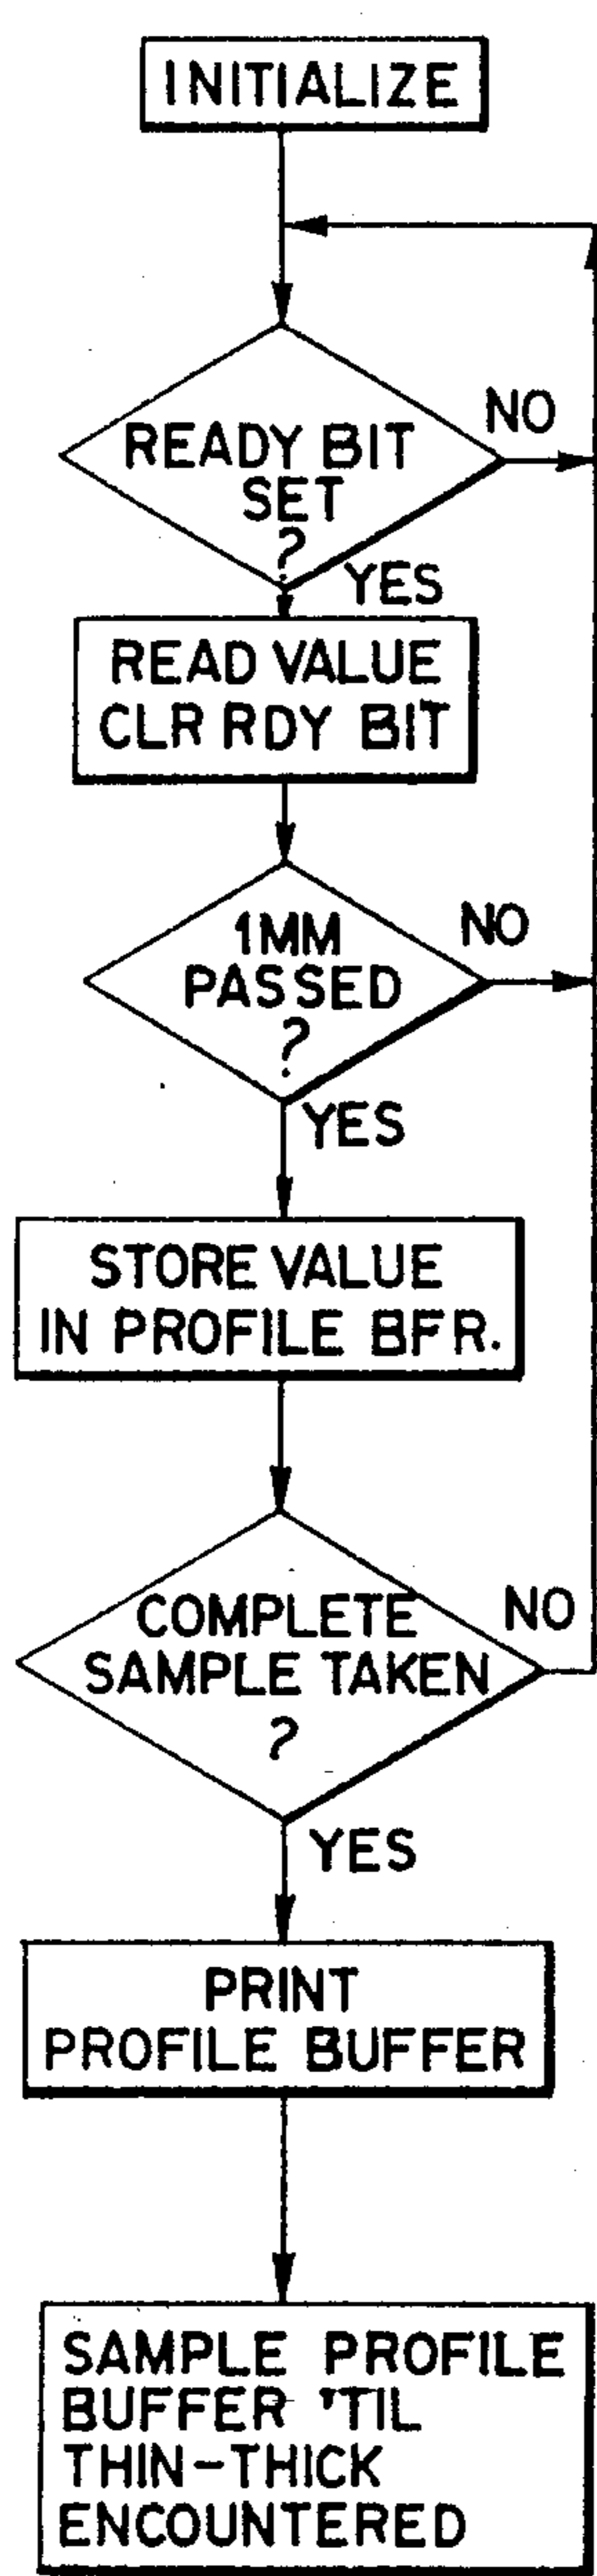 INITIALIZE
READY BIT
SET
?
NO
YES
READ VALUE
CLR RDY BIT
1MM
PASSED
?
NO
YES
STORE VALUE
IN PROFILE BFR.
COMPLETE
SAMPLE TAKEN
?
NO
YES
PRINT
PROFILE BUFFER
SAMPLE PROFILE
BUFFER 'TIL
THIN-THICK
ENCOUNTERED